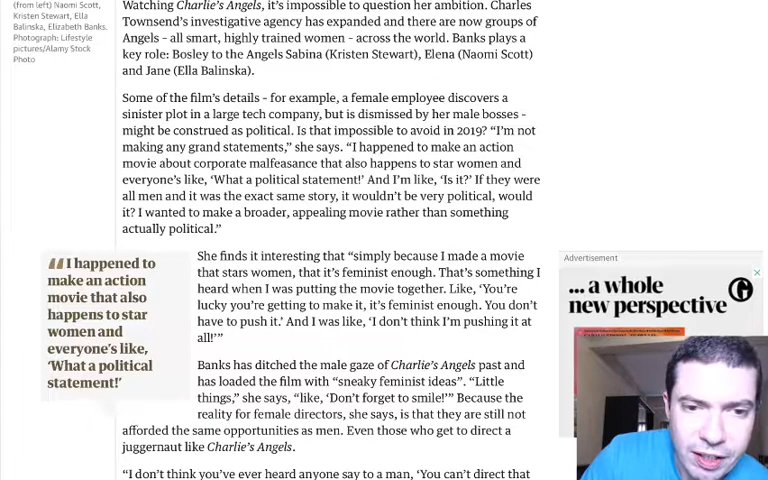 (from left) Naomi Scott,
Kristen Stewart, Ella
Balinska, Elizabeth Banks.
Photograph: Lifestyle
pictures/Alamy Stock
Photo
Watching Charlie's Angels, it's impossible to question her ambition. Charles
Townsend's investigative agency has expanded and there are now groups of
Angels – all smart, highly trained women – across the world. Banks plays a
key role: Bosley to the Angels Sabina (Kristen Stewart), Elena (Naomi Scott)
and Jane (Ella Balinska).
Some of the film's details – for example, a female employee discovers a
sinister plot in a large tech company, but is dismissed by her male bosses –
might be construed as political. Is that impossible to avoid in 2019? “I'm not
making any grand statements,” she says. “I happened to make an action
movie about corporate malfeasance that also happens to star women and
everyone's like, ‘What a political statement!’ And I'm like, ‘Is it?’ If they were
all men and it was the exact same story, it wouldn't be very political, would
it? I wanted to make a broader, appealing movie rather than something
actually political.”
“I happened to
make an action
movie that also
happens to star
women and
everyone's like,
‘What a political
statement!’
She finds it interesting that “simply because I made a movie
that stars women, that it's feminist enough. That's something I
heard when I was putting the movie together. Like, ‘You're
lucky you're getting to make it, it's feminist enough. You don't
have to push it.’ And I was like, ‘I don't think I'm pushing it at
all!’”
Banks has ditched the male gaze of Charlie's Angels past and
has loaded the film with “sneaky feminist ideas”. “Little
things,” she says, “like, ‘Don't forget to smile!’” Because the
reality for female directors, she says, is that they are still not
afforded the same opportunities as men. Even those who get to direct a
juggernaut like Charlie's Angels.
“I don't think you've ever heard anyone say to a man, ‘You can't direct that
Advertisement
... a whole
new perspective
G